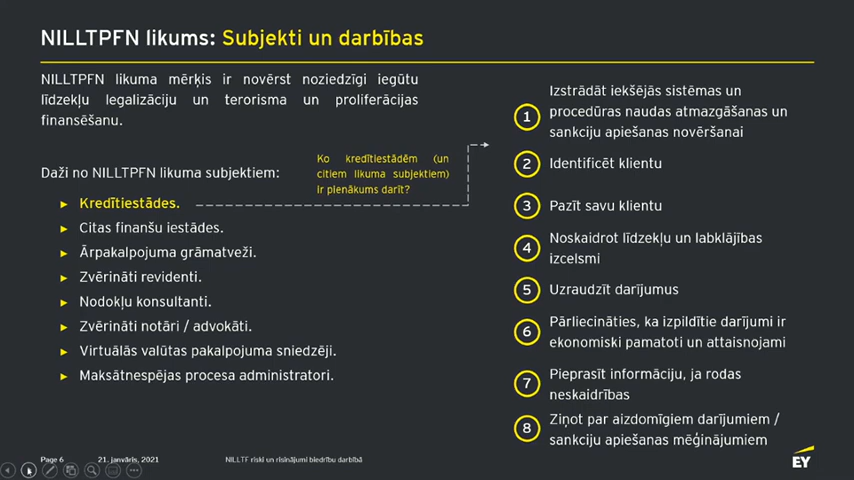 NILLTPFN likums: Subjekti un darbības
NILLTPFN likuma mērķis ir novērst noziedzīgi iegūtu
līdzekļu legalizāciju un terorisma un proliferācijas
finansēšanu.
Daži no NILLTPFN likuma subjektiem:
► Kredītiestādes.
► Citas finanšu iestādes.
► Ārpakalpojuma grāmatveži.
► Zvērināti revidenti.
► Nodokļu konsultanti.
► Zvērināti notāri / advokāti.
► Virtuālās valūtas pakalpojuma sniedzēji.
► Maksātnespējas procesa administratori.
Ko kredītiestādēm (un
citiem likuma subjektiem)
ir pienākums darīt?
1 Izstrādāt iekšējās sistēmas un
procedūras naudas atmazgāšanas un
sankciju apiešanas novēršanai
2 Identificēt klientu
3 Pazīt savu klientu
4 Noskaidrot līdzekļu un labklājības
izcelsmi
5 Uzraudzīt darījumus
6 Pārliecināties, ka izpildītie darījumi ir
ekonomiski pamatoti un attaisnojami
7 Pieprasīt informāciju, ja rodas
neskaidrības
8 Ziņot par aizdomīgiem darījumiem /
sankciju apiešanas mēģinājumiem
Page 6 21. janvāris, 2021 NILLTF riski un risinājumi biedrību darbībā
EY